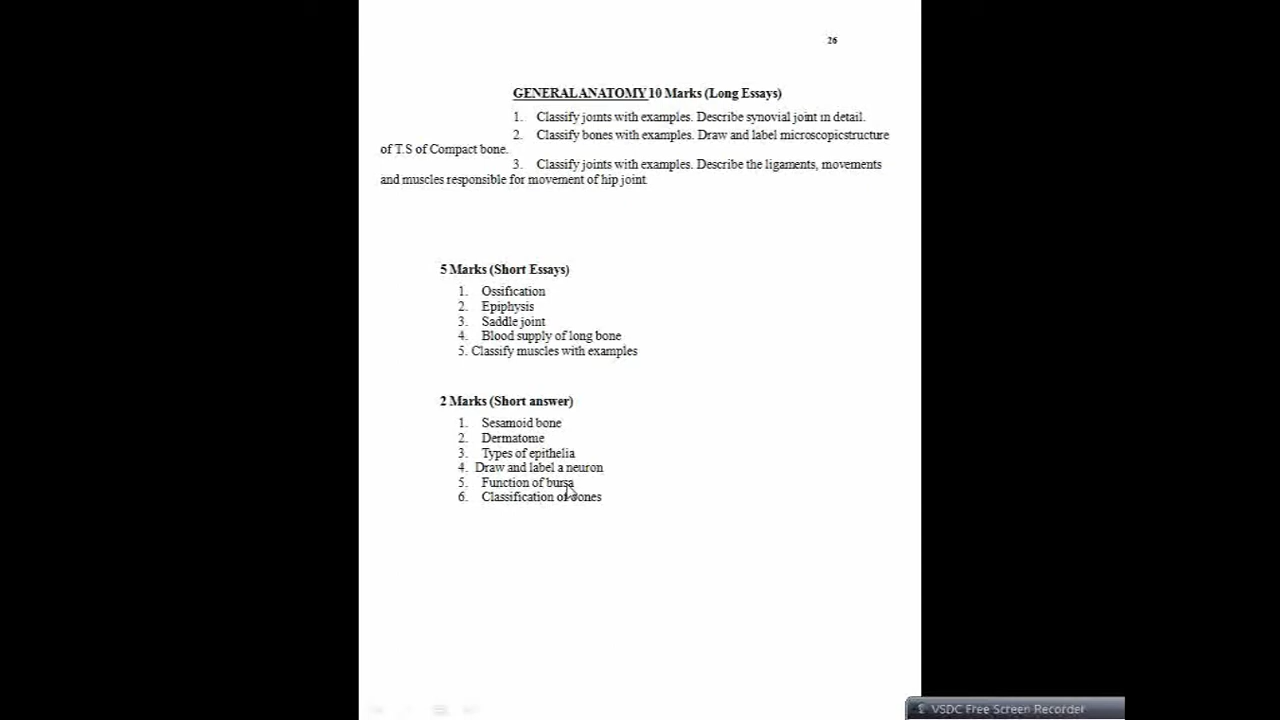 26
GENERALANATOMY 10 Marks (Long Essays)
1. Classify joints with examples. Describe synovial joint in detail.
2. Classify bones with examples. Draw and label microscopicstructure
of T.S of Compact bone.
3. Classify joints with examples. Describe the ligaments, movements
and muscles responsible for movement of hip joint.
5 Marks (Short Essays)
1. Ossification
2. Epiphysis
3. Saddle joint
4. Blood supply of long bone
5. Classify muscles with examples
2 Marks (Short answer)
1. Sesamoid bone
2. Dermatome
3. Types of epithelia
4. Draw and label a neuron
5. Function of bursa
6. Classification of bones
VSDC Free Screen Recorder